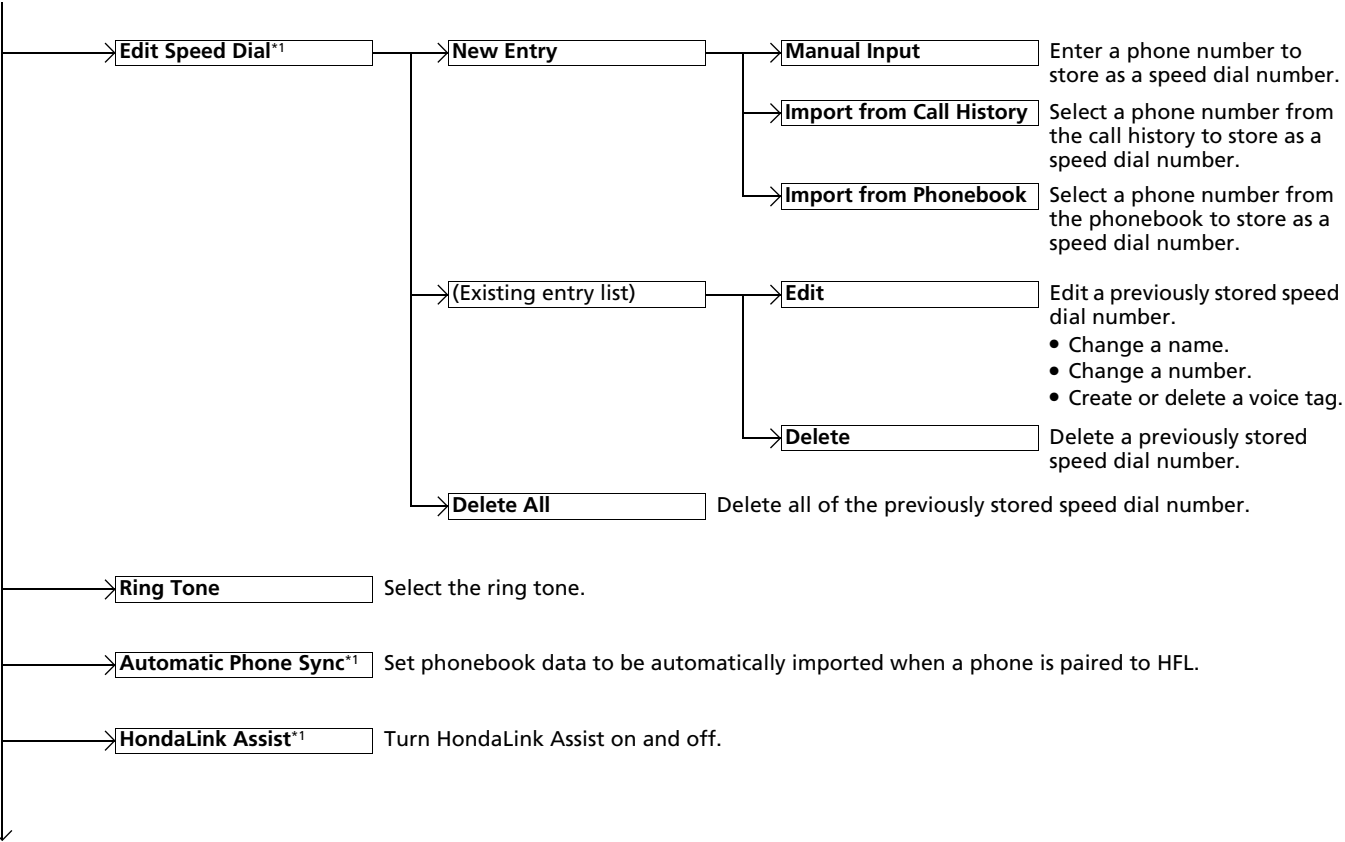 Edit Speed Dial*1
New Entry
Manual Input
Enter a phone number to
store as a speed dial number.
Import from Call History
Select a phone number from
the call history to store as a
speed dial number.
Import from Phonebook
Select a phone number from
the phonebook to store as a
speed dial number.
(Existing entry list)
Edit
Edit a previously stored speed
dial number.
• Change a name.
• Change a number.
• Create or delete a voice tag.
Delete
Delete a previously stored
speed dial number.
Delete All
Delete all of the previously stored speed dial number.
Ring Tone
Select the ring tone.
Automatic Phone Sync*1
Set phonebook data to be automatically imported when a phone is paired to HFL.
HondaLink Assist*1
Turn HondaLink Assist on and off.